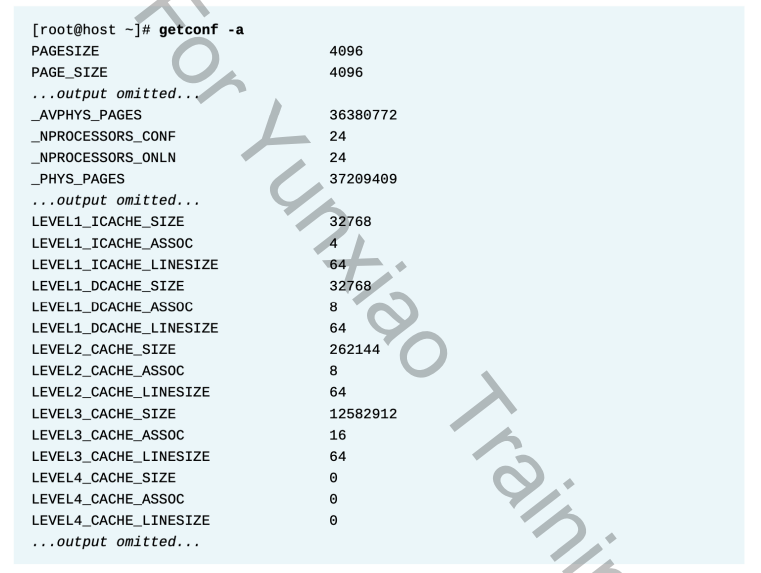 [root@host ~]# getconf -a
PAGESIZE 4096
PAGE_SIZE 4096
...output omitted...
_AVPHYS_PAGES 36380772
_NPROCESSORS_CONF 24
_NPROCESSORS_ONLN 24
_PHYS_PAGES 37209409
...output omitted...
LEVEL1_ICACHE_SIZE 32768
LEVEL1_ICACHE_ASSOC 4
LEVEL1_ICACHE_LINESIZE 64
LEVEL1_DCACHE_SIZE 32768
LEVEL1_DCACHE_ASSOC 8
LEVEL1_DCACHE_LINESIZE 64
LEVEL2_CACHE_SIZE 262144
LEVEL2_CACHE_ASSOC 8
LEVEL2_CACHE_LINESIZE 64
LEVEL3_CACHE_SIZE 12582912
LEVEL3_CACHE_ASSOC 16
LEVEL3_CACHE_LINESIZE 64
LEVEL4_CACHE_SIZE 0
LEVEL4_CACHE_ASSOC 0
LEVEL4_CACHE_LINESIZE 0
...output omitted...
For Yunxiao Trainin